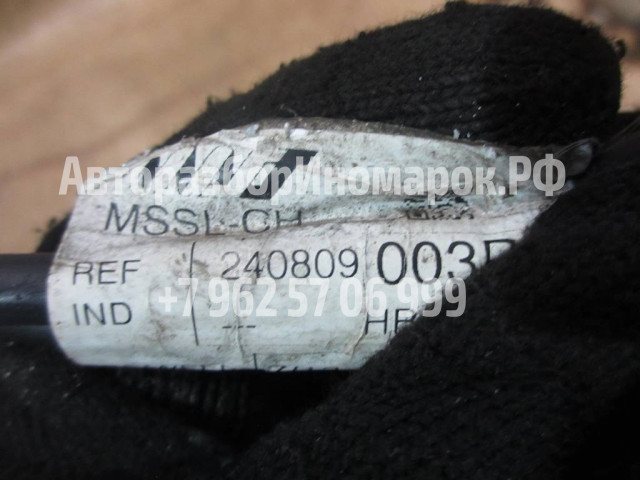 АвторазборИномарок.РФ
MSSL-CH
REF 240809 003
+7 962 57 06 999
IND ---